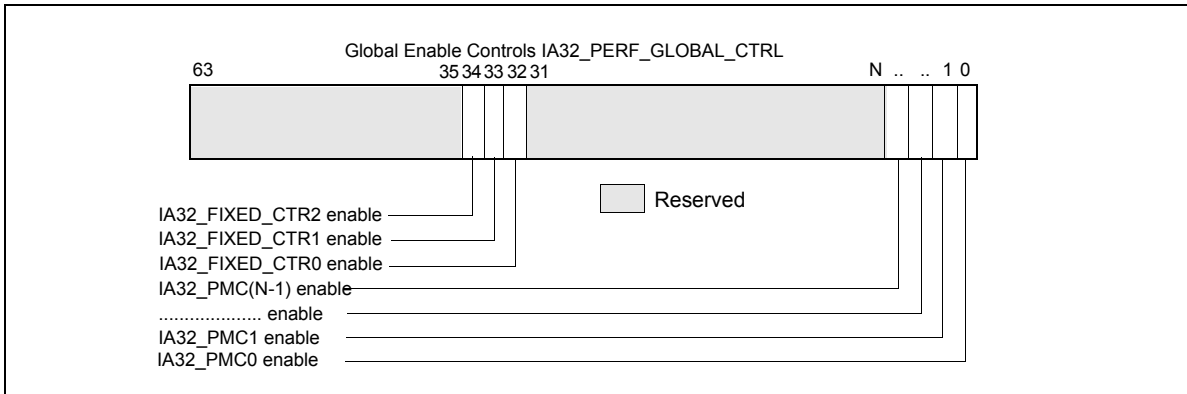 Global Enable Controls IA32_PERF_GLOBAL_CTRL
63 35 34 33 32 31 N .. .. 1 0
Reserved
IA32_FIXED_CTR2 enable
IA32_FIXED_CTR1 enable
IA32_FIXED_CTR0 enable
IA32_PMC(N-1) enable
.................... enable
IA32_PMC1 enable
IA32_PMC0 enable